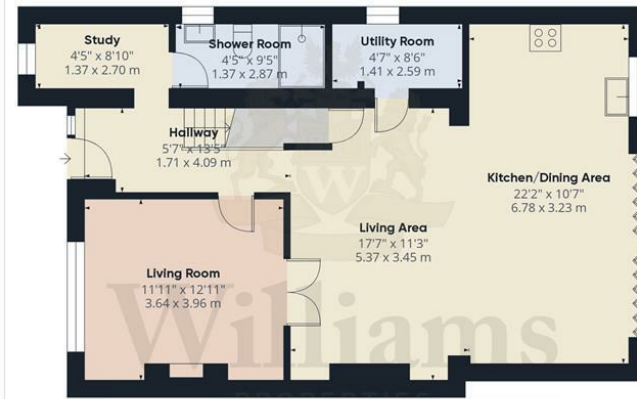 Study
4'5" x 8'10"
1.37 x 2.70 m
Shower Room
4'5" x 9'5"
1.37 x 2.87 m
Utility Room
4'7" x 8'6"
1.41 x 2.59 m
Hallway
5'7" x 13'5"
1.71 x 4.09 m
Kitchen/Dining Area
22'2" x 10'7"
6.78 x 3.23 m
Living Area
17'7" x 11'3"
5.37 x 3.45 m
Living Room
11'11" x 12'11"
3.64 x 3.96 m
W
Williams
PROPERTIES